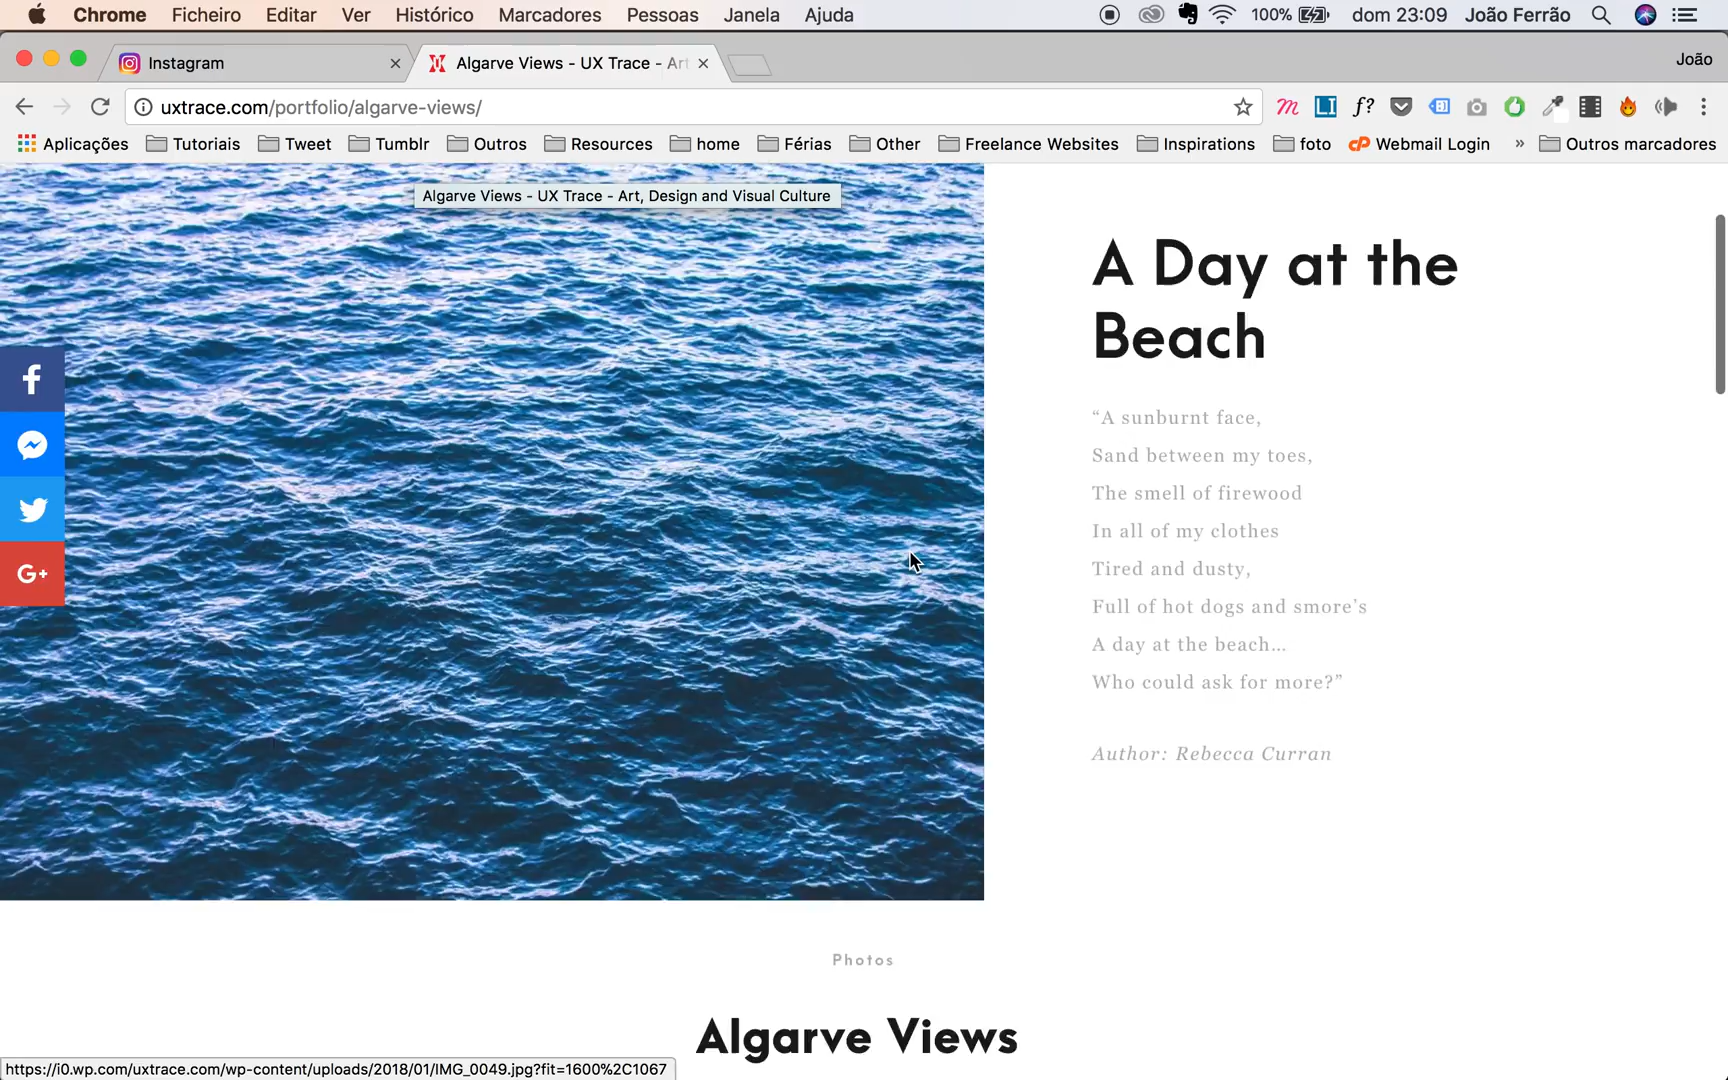 Chrome Ficheiro Editar Ver Histórico Marcadores Pessoas Janela Ajuda 100% dom 23:09 João Ferrão
Instagram
Algarve Views - UX Trace - Art
João
uxtrace.com/portfolio/algarve-views/
m LI f?
Aplicações Tutoriais Tweet Tumblr Outros Resources home Férias Other Freelance Websites Inspirations foto cP Webmail Login » Outros marcadores
Algarve Views - UX Trace - Art, Design and Visual Culture
A Day at the
Beach
“A sunburnt face,
Sand between my toes,
The smell of firewood
In all of my clothes
Tired and dusty,
Full of hot dogs and smore’s
A day at the beach…
Who could ask for more?”
Author: Rebecca Curran
f
G+
Photos
Algarve Views
https://i0.wp.com/uxtrace.com/wp-content/uploads/2018/01/IMG_0049.jpg?fit=1600%2C1067